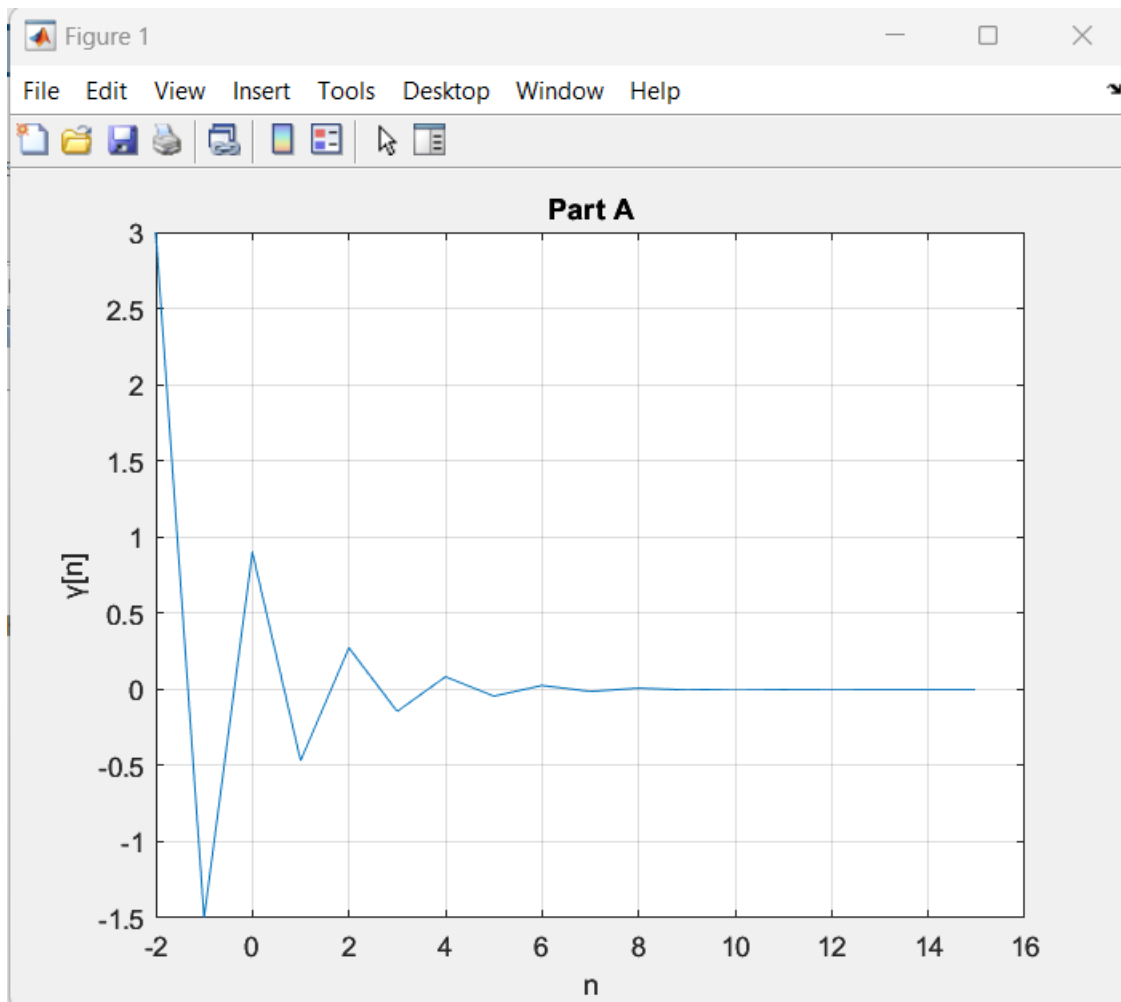 Figure 1
File Edit View Insert Tools Desktop Window Help
Part A
3
2.5
2
1.5
1
0.5
0
-0.5
-1
-1.5
y[n]
-2 0 2 4 6 8 10 12 14 16
n